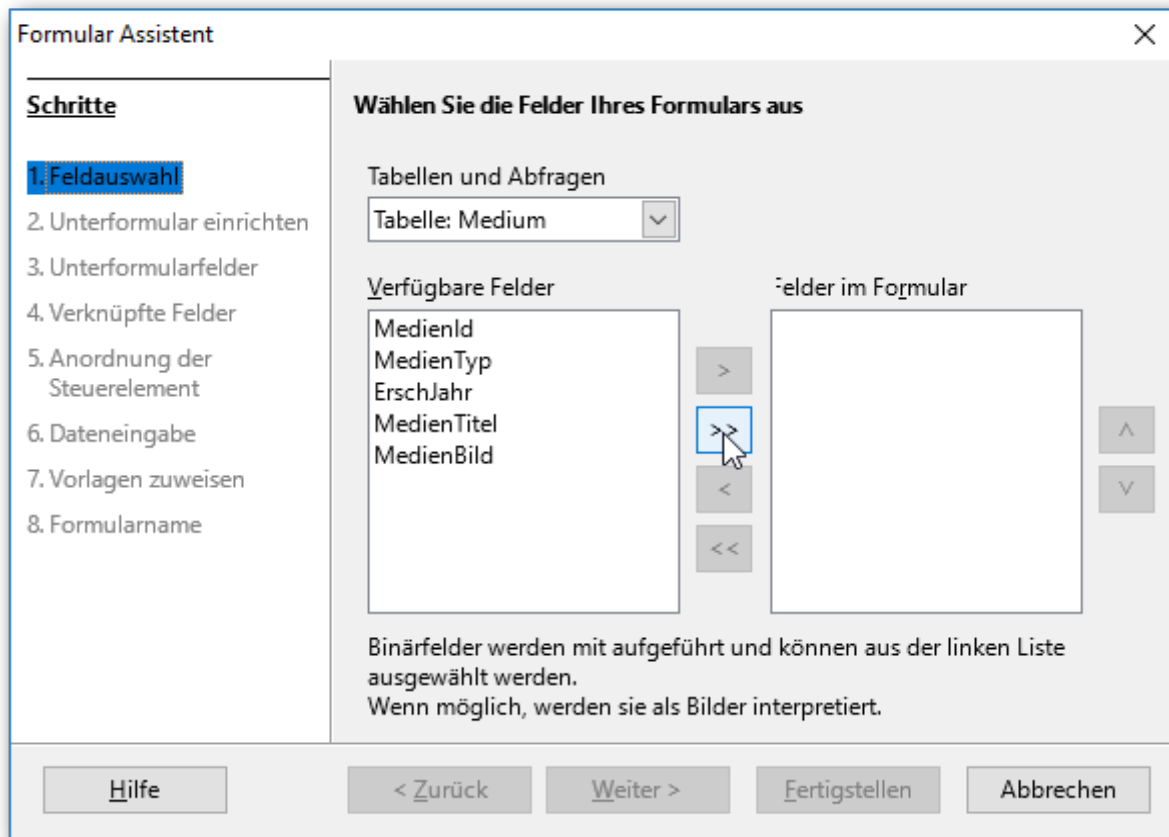 Formular Assistent
Schritte
1. Feldauswahl
2. Unterformular einrichten
3. Unterformularfelder
4. Verknüpfte Felder
5. Anordnung der
Steuerelement
6. Dateneingabe
7. Vorlagen zuweisen
8. Formularname
Wählen Sie die Felder Ihres Formulars aus
Tabellen und Abfragen
Tabelle: Medium
Verfügbare Felder
MedienId
MedienTyp
ErschJahr
MedienTitel
MedienBild
>
>>
<
<<
Felder im Formular
Binärfelder werden mit aufgeführt und können aus der linken Liste
ausgewählt werden.
Wenn möglich, werden sie als Bilder interpretiert.
Hilfe
< Zurück
Weiter >
Fertigstellen
Abbrechen